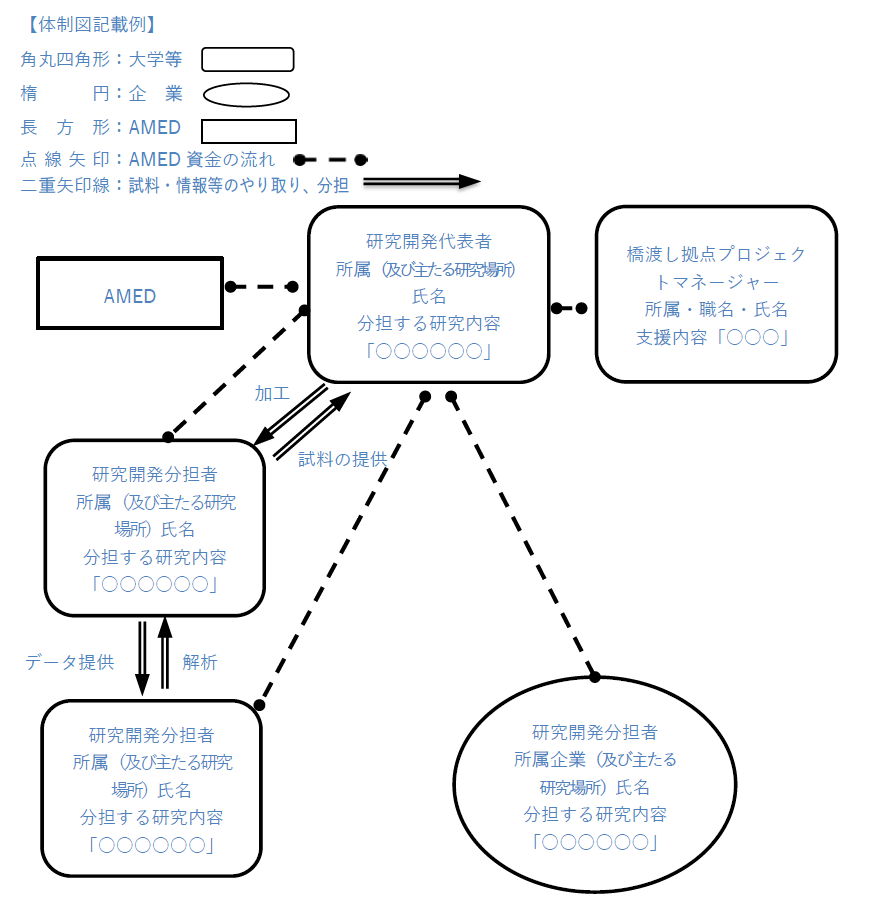 【体制図記載例】
角丸四角形：大学等
楕　　　円：企　業
長　方　形：AMED
点 線 矢 印：AMED 資金の流れ
二重矢印線：試料・情報等のやり取り、分担
研究開発代表者
所属（及び主たる研究場所）
氏名
分担する研究内容
「〇〇〇〇〇〇」
橋渡し拠点プロジェク
トマネージャー
所属・職名・氏名
支援内容「〇〇〇」
AMED
加工
試料の提供
研究開発分担者
所属（及び主たる研究
場所）氏名
分担する研究内容
「〇〇〇〇〇〇」
データ提供
解析
研究開発分担者
所属（及び主たる研究
場所）氏名
分担する研究内容
「〇〇〇〇〇〇」
研究開発分担者
所属企業（及び主たる
研究場所）氏名
分担する研究内容
「〇〇〇〇〇〇」